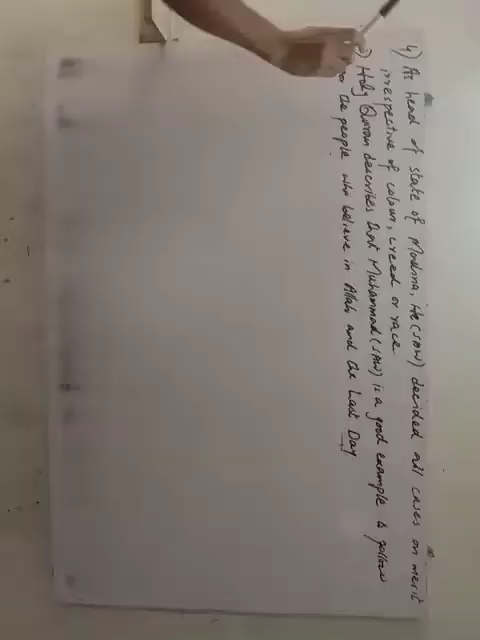 4) As head of state of Madina, He (SAW) decided all cases on merit
irrespective of colour, creed or race.
Holy Quran describes that Muhammad (SAW) is a good example to follow
for the people who believe in Allah and the Last Day